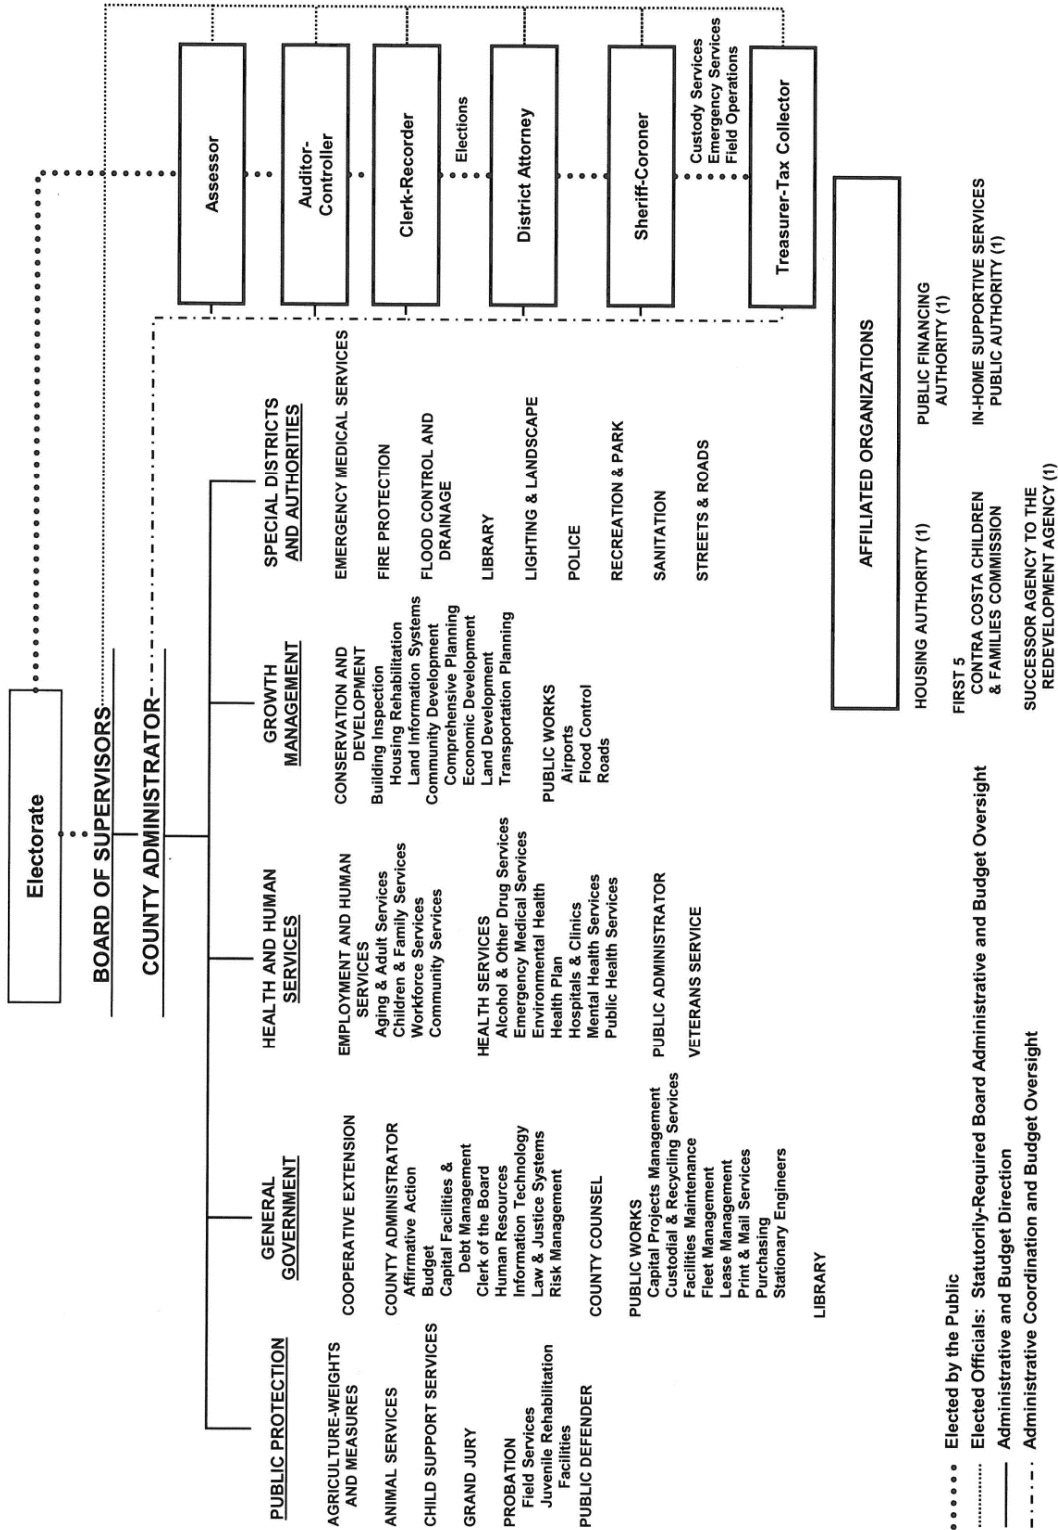 Electorate
BOARD OF SUPERVISORS
COUNTY ADMINISTRATOR
PUBLIC PROTECTION
AGRICULTURE-WEIGHTS
AND MEASURES
ANIMAL SERVICES
CHILD SUPPORT SERVICES
GRAND JURY
PROBATION
Field Services
Juvenile Rehabilitation
Facilities
PUBLIC DEFENDER
GENERAL
GOVERNMENT
COOPERATIVE EXTENSION
COUNTY ADMINISTRATOR
Affirmative Action
Budget
Capital Facilities &
Debt Management
Clerk of the Board
Human Resources
Information Technology
Law & Justice Systems
Risk Management
COUNTY COUNSEL
PUBLIC WORKS
Capital Projects Management
Custodial & Recycling Services
Facilities Maintenance
Fleet Management
Lease Management
Print & Mail Services
Purchasing
Stationary Engineers
LIBRARY
HEALTH AND HUMAN
SERVICES
EMPLOYMENT AND HUMAN
SERVICES
Aging & Adult Services
Children & Family Services
Workforce Services
Community Services
HEALTH SERVICES
Alcohol & Other Drug Services
Emergency Medical Services
Environmental Health
Health Plan
Hospitals & Clinics
Mental Health Services
Public Health Services
PUBLIC ADMINISTRATOR
VETERANS SERVICE
GROWTH
MANAGEMENT
CONSERVATION AND
DEVELOPMENT
Building Inspection
Housing Rehabilitation
Land Information Systems
Community Development
Comprehensive Planning
Economic Development
Land Development
Transportation Planning
PUBLIC WORKS
Airports
Flood Control
Roads
SPECIAL DISTRICTS
AND AUTHORITIES
EMERGENCY MEDICAL SERVICES
FIRE PROTECTION
FLOOD CONTROL AND
DRAINAGE
LIBRARY
LIGHTING & LANDSCAPE
POLICE
RECREATION & PARK
SANITATION
STREETS & ROADS
Assessor
Auditor-
Controller
Clerk-Recorder
Elections
District Attorney
Sheriff-Coroner
Custody Services
Emergency Services
Field Operations
Treasurer-Tax Collector
AFFILIATED ORGANIZATIONS
HOUSING AUTHORITY (1)
FIRST 5
CONTRA COSTA CHILDREN
& FAMILIES COMMISSION
SUCCESSOR AGENCY TO THE
REDEVELOPMENT AGENCY (1)
PUBLIC FINANCING
AUTHORITY (1)
IN-HOME SUPPORTIVE SERVICES
PUBLIC AUTHORITY (1)
Elected by the Public
Elected Officials: Statutorily-Required Board Administrative and Budget Oversight
Administrative and Budget Direction
Administrative Coordination and Budget Oversight